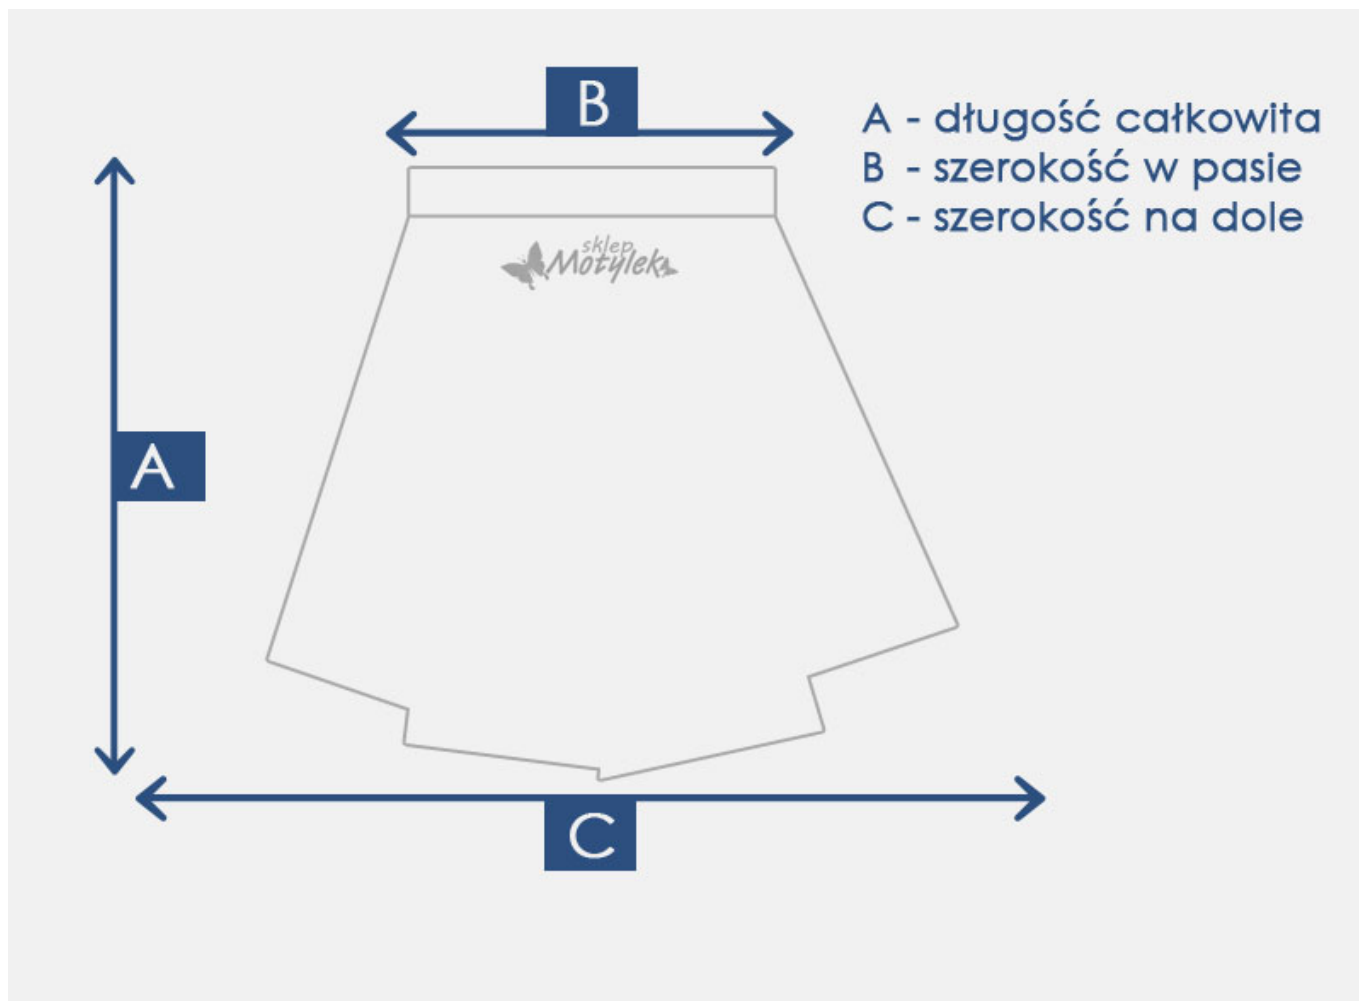 B
A - długość całkowita
B - szerokość w pasie
C - szerokość na dole
sklep
Motylek
A
C